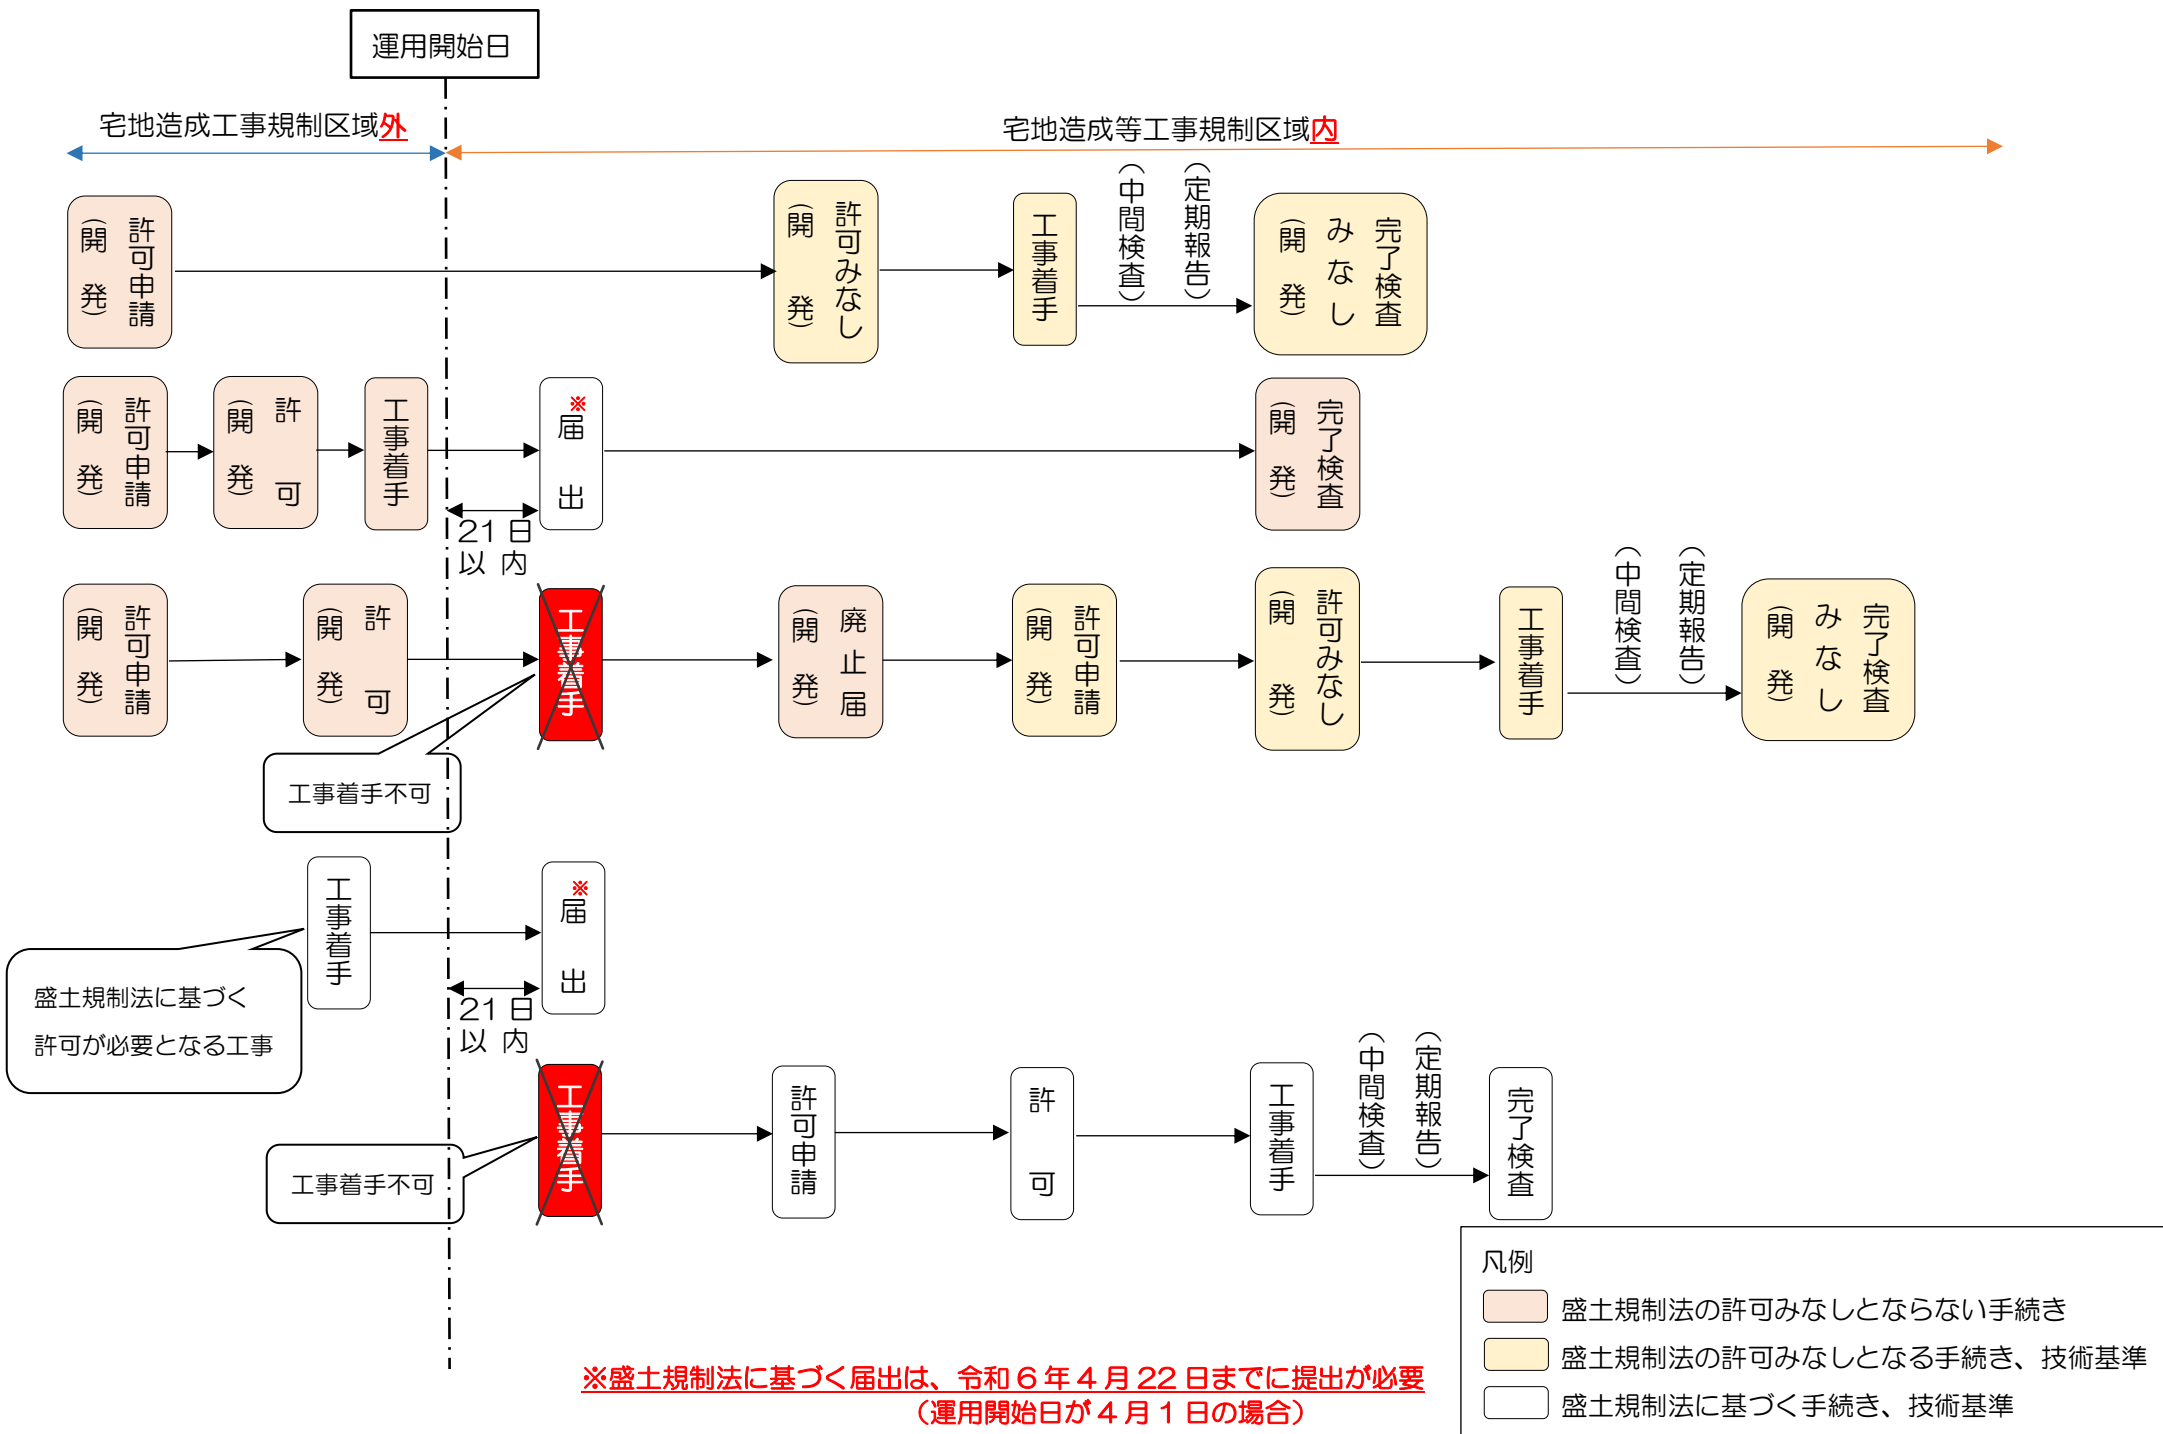 運用開始日
宅地造成工事規制区域外
宅地造成等工事規制区域内
許可申請
（開 発）
許可みなし
（開 発）
工事着手
（中間検査）
（定期報告）
完了検査
みなし
（開 発）
許可申請
（開 発）
許 可
（開 発）
工事着手
※
届 出
21日
以 内
完了検査
（開 発）
許可申請
（開 発）
許 可
（開 発）
工事着手
工事着手不可
廃止届
（開 発）
許可申請
（開 発）
許可みなし
（開 発）
工事着手
（中間検査）
（定期報告）
完了検査
みなし
（開 発）
工事着手
盛土規制法に基づく
許可が必要となる工事
※
届 出
21日
以 内
工事着手
工事着手不可
許可申請
許 可
工事着手
（中間検査）
（定期報告）
完了検査
凡例
盛土規制法の許可みなしとならない手続き
盛土規制法の許可みなしとなる手続き、技術基準
盛土規制法に基づく手続き、技術基準
※盛土規制法に基づく届出は、令和６年４月22日までに提出が必要
（運用開始日が４月１日の場合）